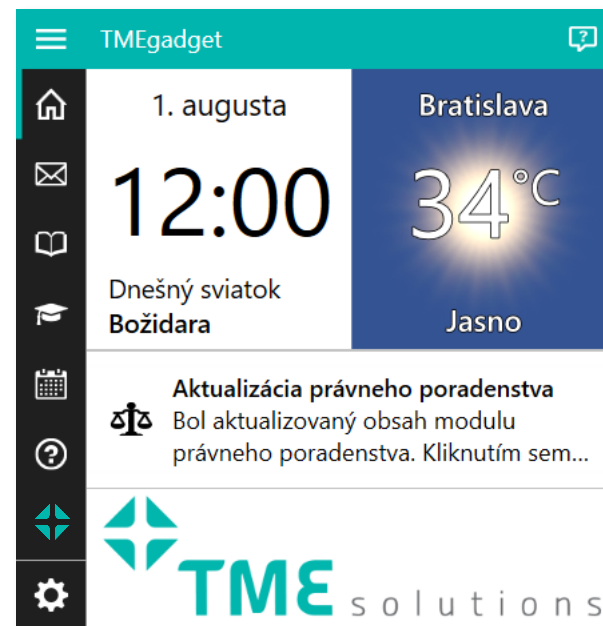 TMEgadget
1. augusta
12:00
Dnešný sviatok
Božidara
Bratislava
34°C
Jasno
Aktualizácia právneho poradenstva
Bol aktualizovaný obsah modulu
právneho poradenstva. Kliknutím sem...
TME solutions